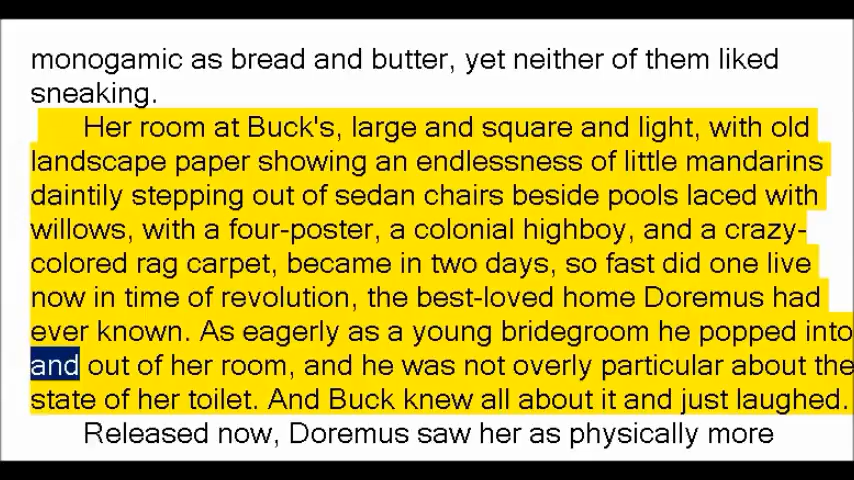 monogamic as bread and butter, yet neither of them liked
sneaking.
Her room at Buck's, large and square and light, with old
landscape paper showing an endlessness of little mandarins
daintily stepping out of sedan chairs beside pools laced with
willows, with a four-poster, a colonial highboy, and a crazy-
colored rag carpet, became in two days, so fast did one live
now in time of revolution, the best-loved home Doremus had
ever known. As eagerly as a young bridegroom he popped into
and out of her room, and he was not overly particular about the
state of her toilet. And Buck knew all about it and just laughed.
Released now, Doremus saw her as physically more